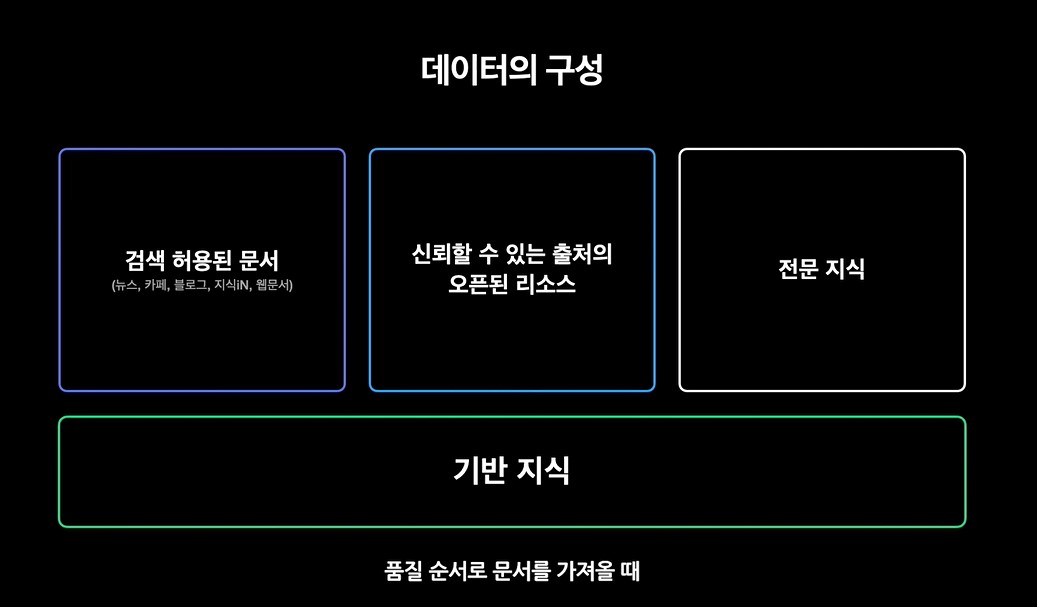 데이터의 구성
검색 허용된 문서
(뉴스, 카페, 블로그, 지식iN, 웹문서)
신뢰할 수 있는 출처의
오픈된 리소스
전문 지식
기반 지식
품질 순서로 문서를 가져올 때